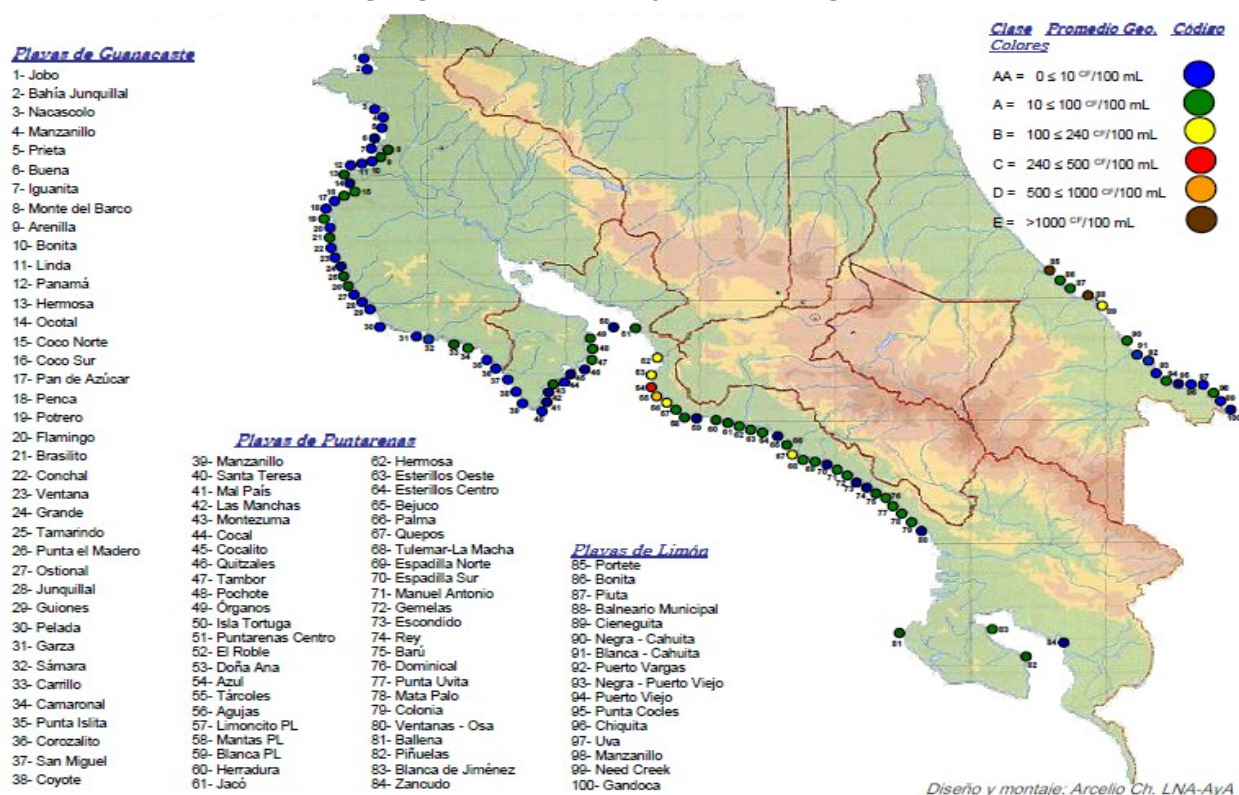 Playas de Guanacaste
1- Jobo
2- Bahía Junquillal
3- Nacascolo
4- Manzanillo
5- Prieta
6- Buena
7- Iguanita
8- Monte del Barco
9- Arenilla
10- Bonita
11- Linda
12- Panamá
13- Hermosa
14- Ocotal
15- Coco Norte
16- Coco Sur
17- Pan de Azúcar
18- Penca
19- Potrero
20- Flamingo
21- Brasilito
22- Conchal
23- Ventana
24- Grande
25- Tamarindo
26- Punta el Madero
27- Ostional
28- Junquillal
29- Guiones
30- Pelada
31- Garza
32- Sámara
33- Carrillo
34- Camaronal
35- Punta Islita
36- Corozalito
37- San Miguel
38- Coyote
Playas de Puntarenas
39- Manzanillo
40- Santa Teresa
41- Mal País
42- Las Manchas
43- Montezuma
44- Cocal
45- Cocalito
46- Quitzales
47- Tambor
48- Pochote
49- Órganos
50- Isla Tortuga
51- Puntarenas Centro
52- El Roble
53- Doña Ana
54- Azul
55- Tárcoles
56- Agujas
57- Limoncito PL
58- Mantas PL
59- Blanca PL
60- Herradura
61- Jacó
62- Hermosa
63- Esterillos Oeste
64- Esterillos Centro
65- Bejuco
66- Palma
67- Quepos
68- Tulemar-La Macha
69- Espadilla Norte
70- Espadilla Sur
71- Manuel Antonio
72- Gemelas
73- Escondido
74- Rey
75- Barú
76- Dominical
77- Punta Uvita
78- Mata Palo
79- Colonia
80- Ventanas - Osa
81- Ballena
82- Piñuelas
83- Blanca de Jiménez
84- Zancudo
Playas de Limón
85- Portete
86- Bonita
87- Piuta
88- Balneario Municipal
89- Cieneguita
90- Negra - Cahuita
91- Blanca - Cahuita
92- Puerto Vargas
93- Negra - Puerto Viejo
94- Puerto Viejo
95- Punta Cocles
96- Chiquita
97- Uva
98- Manzanillo
99- Need Creek
100- Gandoca
Clase Promedio Geo. Código
Colores
AA = 0 ≤ 10 CF/100 mL
A = 10 ≤ 100 CF/100 mL
B = 100 ≤ 240 CF/100 mL
C = 240 ≤ 500 CF/100 mL
D = 500 ≤ 1000 CF/100 mL
E = >1000 CF/100 mL
Diseño y montaje: Arcelio Ch. LNA-AyA